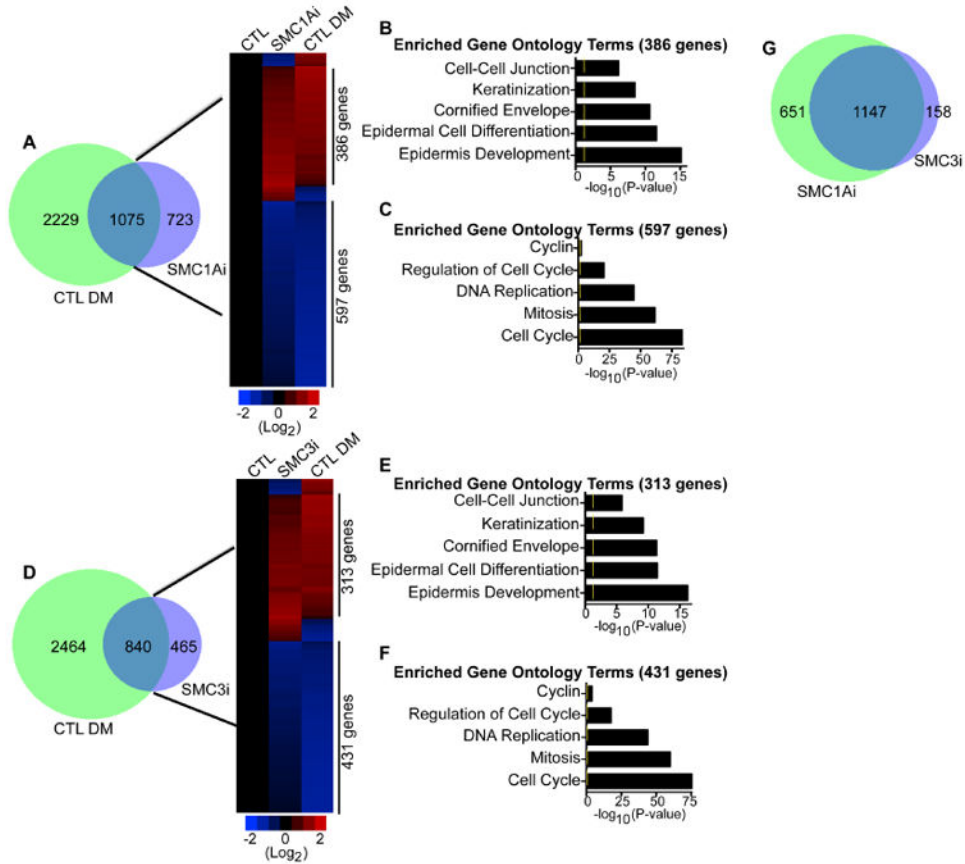 A
2229
1075
723
SMC1Ai
CTL DM
CTL
SMC1Ai
CTL DM
386 genes
597 genes
-2 0 2
(Log2)
B
Enriched Gene Ontology Terms (386 genes)
Cell-Cell Junction
Keratinization
Cornified Envelope
Epidermal Cell Differentiation
Epidermis Development
0 5 10 15
-log10(P-value)
C
Enriched Gene Ontology Terms (597 genes)
Cyclin
Regulation of Cell Cycle
DNA Replication
Mitosis
Cell Cycle
0 25 50 75
-log10(P-value)
G
651
1147
158
SMC3i
SMC1Ai
D
2464
840
465
SMC3i
CTL DM
CTL
SMC3i
CTL DM
313 genes
431 genes
-2 0 2
(Log2)
E
Enriched Gene Ontology Terms (313 genes)
Cell-Cell Junction
Keratinization
Cornified Envelope
Epidermal Cell Differentiation
Epidermis Development
0 5 10 15
-log10(P-value)
F
Enriched Gene Ontology Terms (431 genes)
Cyclin
Regulation of Cell Cycle
DNA Replication
Mitosis
Cell Cycle
0 25 50 75
-log10(P-value)